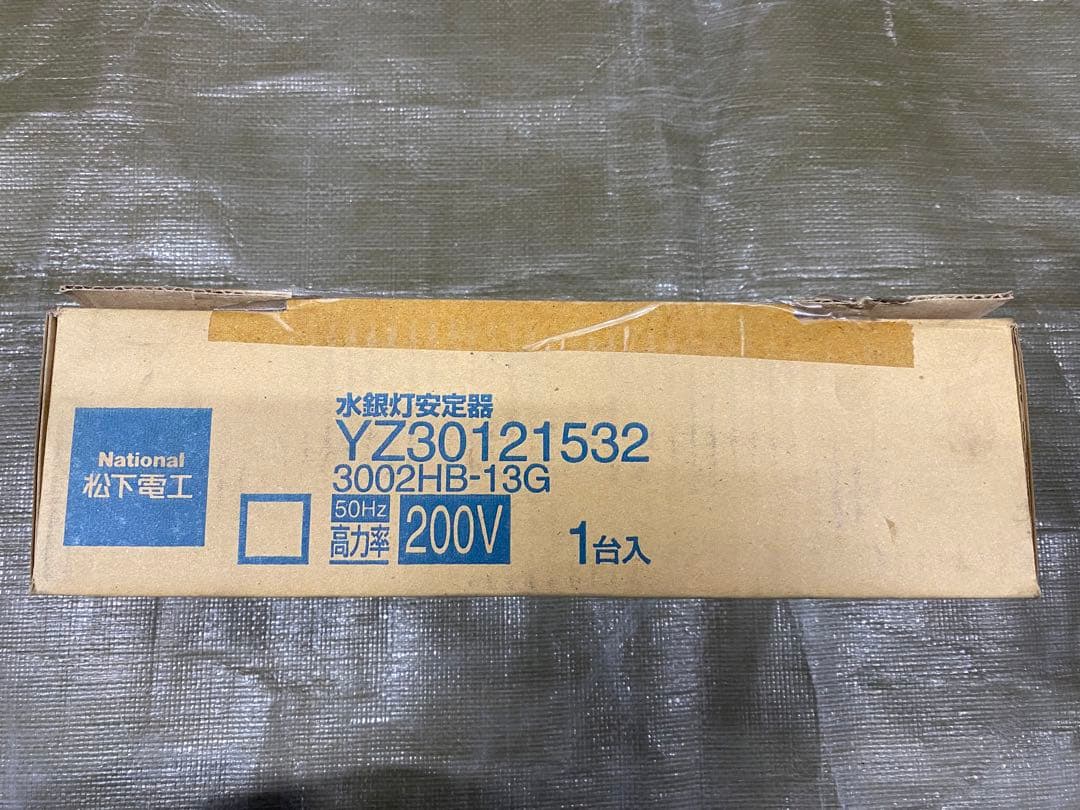 National
松下電工
水銀灯安定器
YZ30121532
3002HB-13G
50Hz
高力率
200V
1台入